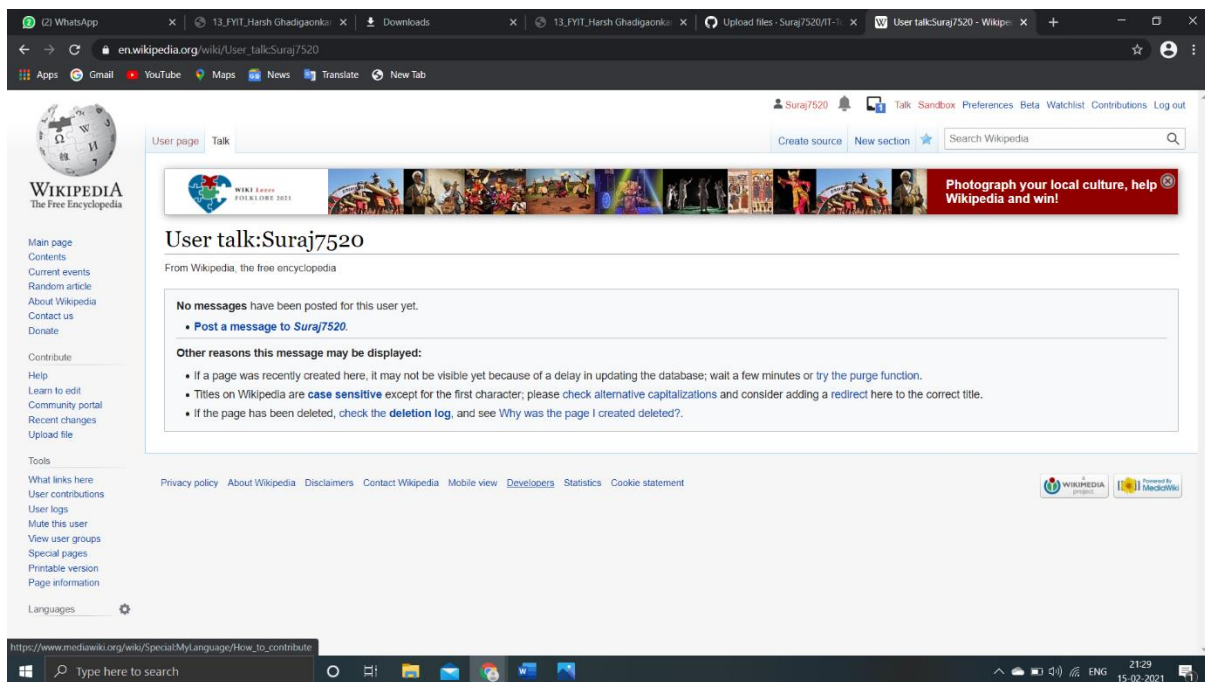 (2) WhatsApp
13_FYIT_Harsh Ghadigaonkar
Downloads
13_FYIT_Harsh Ghadigaonka
Upload files · Suraj7520/IT-To
User talk:Suraj7520 - Wikipe
en.wikipedia.org/wiki/User_talk:Suraj7520
Apps Gmail YouTube Maps News Translate New Tab
Suraj7520 1 Talk Sandbox Preferences Beta Watchlist Contributions Log out
User page Talk Create source New section Search Wikipedia
WIKIPEDIA
The Free Encyclopedia
WIKI Loves
FOLKLORE 2021
Photograph your local culture, help
Wikipedia and win!
Main page
Contents
Current events
Random article
About Wikipedia
Contact us
Donate
Contribute
Help
Learn to edit
Community portal
Recent changes
Upload file
Tools
What links here
User contributions
User logs
Mute this user
View user groups
Special pages
Printable version
Page information
Languages
User talk:Suraj7520
From Wikipedia, the free encyclopedia
No messages have been posted for this user yet.
• Post a message to Suraj7520.
Other reasons this message may be displayed:
• If a page was recently created here, it may not be visible yet because of a delay in updating the database; wait a few minutes or try the purge function.
• Titles on Wikipedia are case sensitive except for the first character; please check alternative capitalizations and consider adding a redirect here to the correct title.
• If the page has been deleted, check the deletion log, and see Why was the page I created deleted?.
Privacy policy About Wikipedia Disclaimers Contact Wikipedia Mobile view Developers Statistics Cookie statement
a
WIKIMEDIA
project
Powered By
MediaWiki
https://www.mediawiki.org/wiki/Special:MyLanguage/How_to_contribute
Type here to search
ENG
21:29
15-02-2021
1